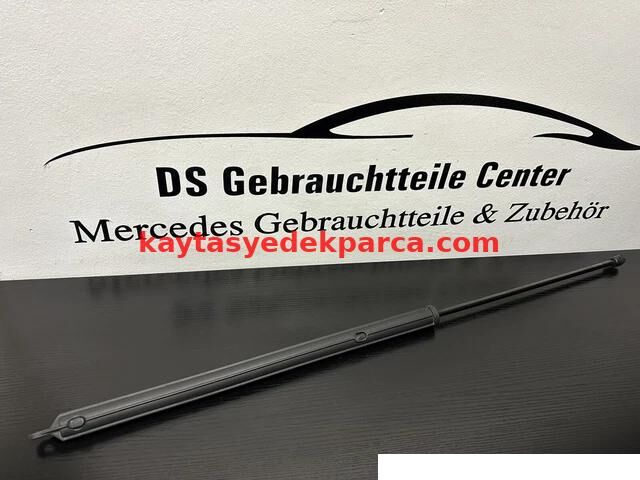 DS Gebrauchtteile Center
Mercedes Gebrauchtteile & Zubehör
kaytasyedekparca.com